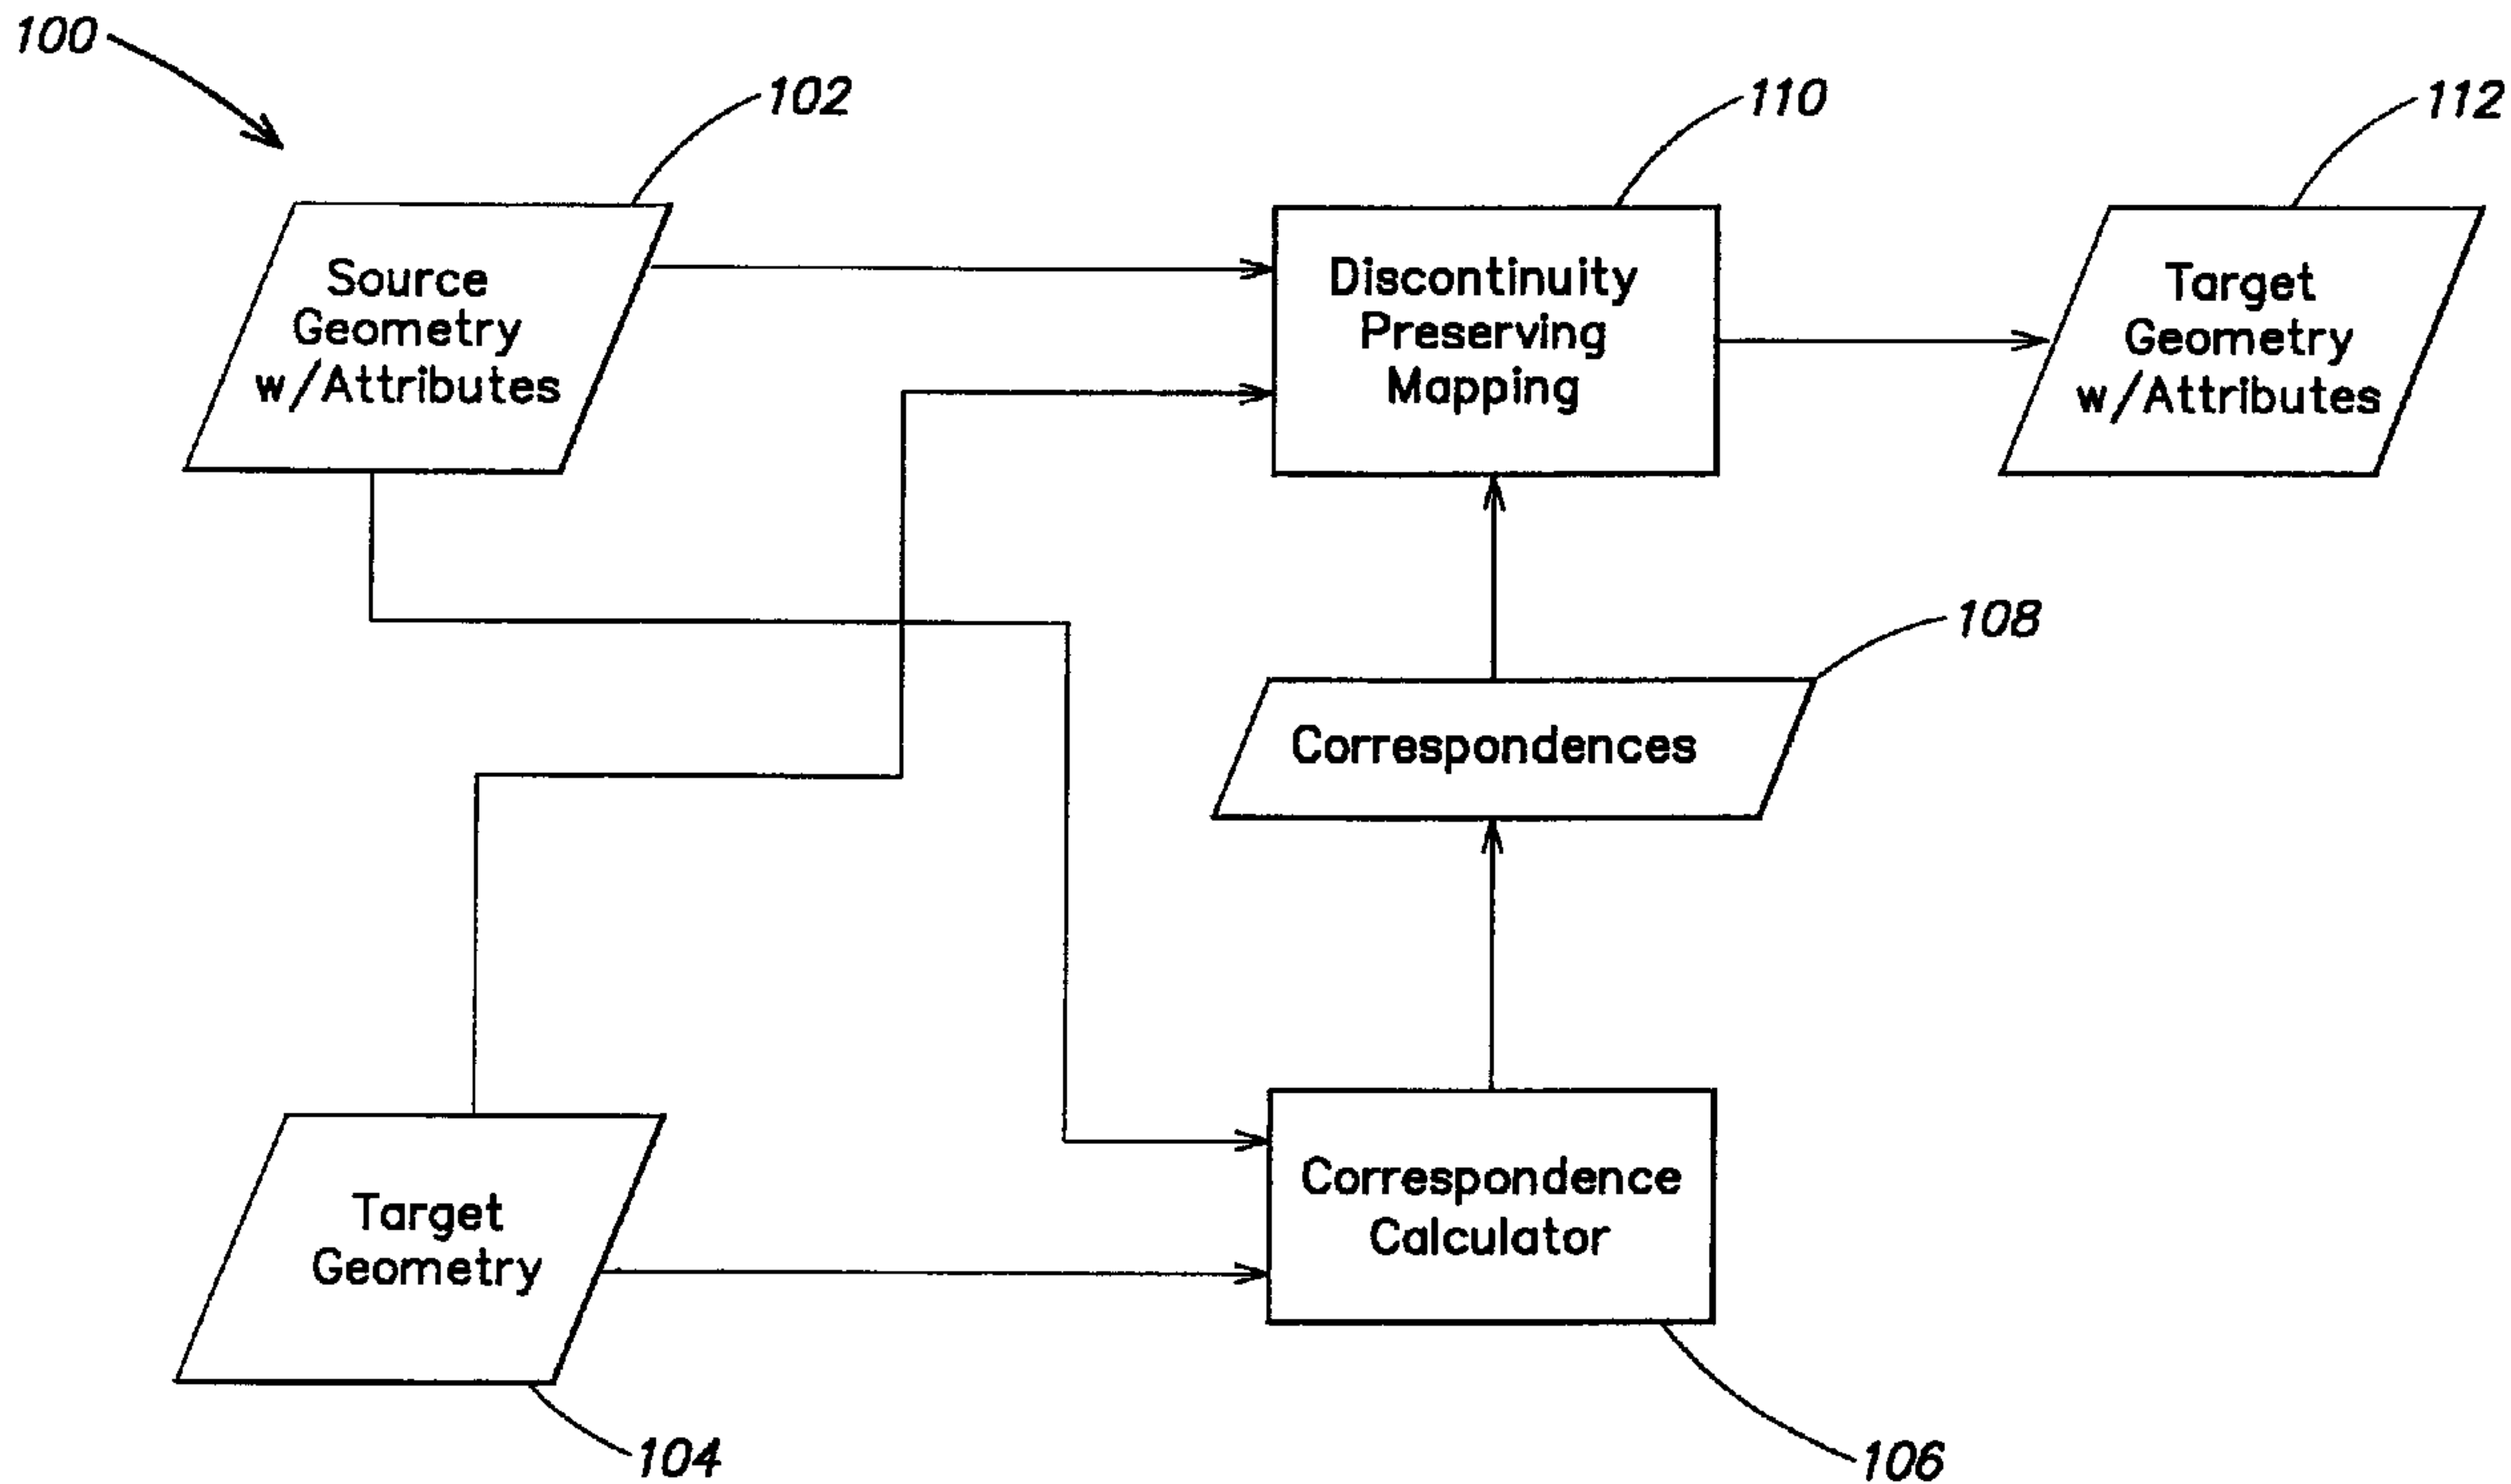 100
102
110
112
Source
Geometry
w/Attributes
Discontinuity
Preserving
Mapping
Target
Geometry
w/Attributes
108
Correspondences
Target
Geometry
Correspondence
Calculator
104
106